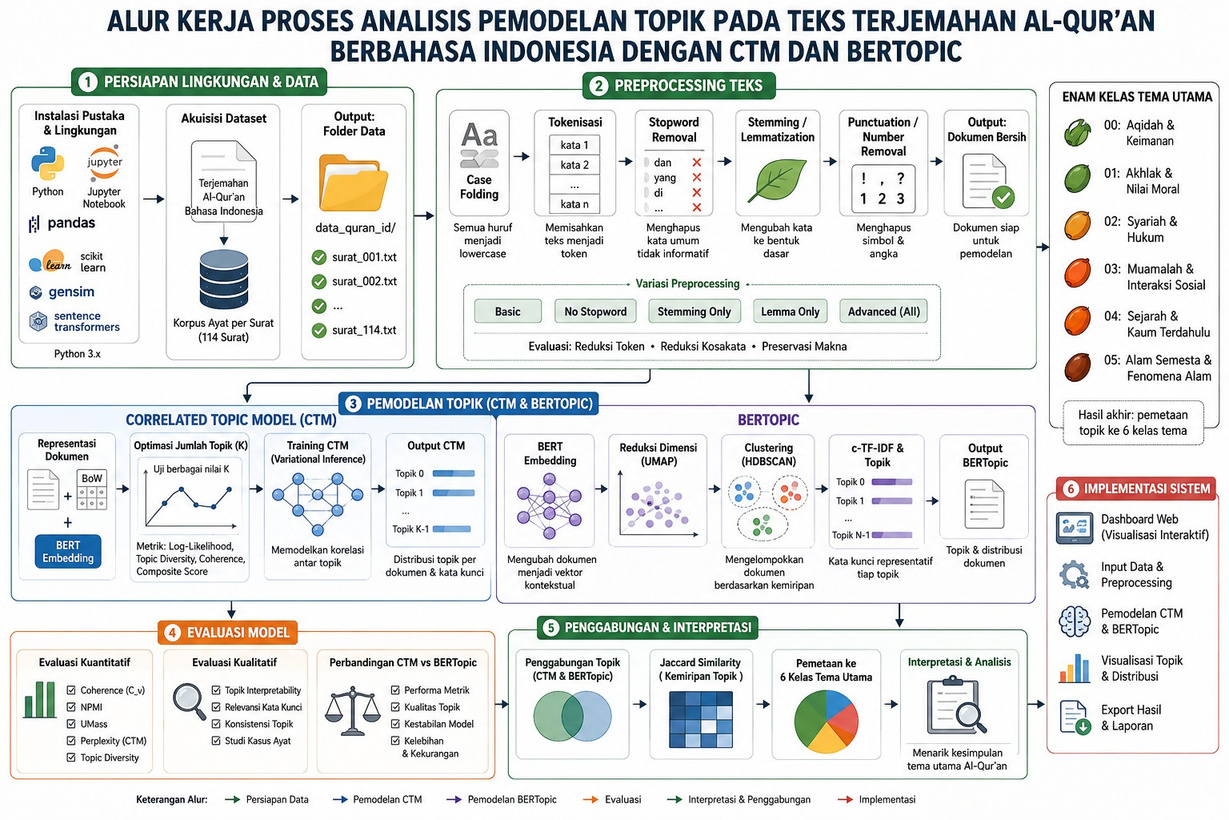 ALUR KERJA PROSES ANALISIS PEMODELAN TOPIK PADA TEKS TERJEMAHAN AL-QUR'AN
BERBAHASA INDONESIA DENGAN CTM DAN BERTOPIC
1 PERSIAPAN LINGKUNGAN & DATA
Instalasi Pustaka
& Lingkungan
Python
jupyter
Jupyter
Notebook
pandas
learn
scikit
learn
gensim
sentence
transformers
Python 3.x
Akuisisi Dataset
Terjemahan
Al-Qur'an
Bahasa Indonesia
Korpus Ayat per Surat
(114 Surat)
Output:
Folder Data
data_quran_id/
surat_001.txt
surat_002.txt
...
surat_114.txt
2 PREPROCESSING TEKS
Aa
Case
Folding
Semua huruf
menjadi
lowercase
Tokenisasi
kata 1
kata 2
...
kata n
Memisahkan
teks menjadi
token
Stopword
Removal
dan
yang
di
...
Menghapus
kata umum
tidak informatif
Stemming /
Lemmatization
Mengubah kata
ke bentuk
dasar
Punctuation /
Number
Removal
! , ?
1 2 3
Menghapus
simbol &
angka
Output:
Dokumen Bersih
Dokumen siap
untuk
pemodelan
Variasi Preprocessing
Basic
No Stopword
Stemming Only
Lemma Only
Advanced (All)
Evaluasi: Reduksi Token • Reduksi Kosakata • Preservasi Makna
ENAM KELAS TEMA UTAMA
00: Aqidah &
Keimanan
01: Akhlak &
Nilai Moral
02: Syariah &
Hukum
03: Muamalah &
Interaksi Sosial
04: Sejarah &
Kaum Terdahulu
05: Alam Semesta &
Fenomena Alam
Hasil akhir: pemetaan
topik ke 6 kelas tema
3 PEMODELAN TOPIK (CTM & BERTOPIC)
CORRELATED TOPIC MODEL (CTM)
Representasi
Dokumen
+
BoW
+
BERT
Embedding
Optimasi Jumlah Topik (K)
Uji berbagai nilai K
Metrik: Log-Likelihood,
Topic Diversity, Coherence,
Composite Score
Training CTM
(Variational Inference)
Memodelkan korelasi
antar topik
Output CTM
Topik 0
Topik 1
...
Topik K-1
Distribusi topik per
dokumen & kata kunci
BERTOPIC
BERT
Embedding
Mengubah dokumen
menjadi vektor
kontekstual
Reduksi Dimensi
(UMAP)
Clustering
(HDBSCAN)
Mengelompokkan
dokumen
berdasarkan kemiripan
c-TF-IDF &
Topik
Topik 0
Topik 1
...
Topik N-1
Kata kunci representatif
tiap topik
Output
BERTopic
Topik & distribusi
dokumen
4 EVALUASI MODEL
Evaluasi Kuantitatif
Coherence (C_v)
NPMI
UMass
Perplexity (CTM)
Topic Diversity
Evaluasi Kualitatif
Topik Interpretability
Relevansi Kata Kunci
Konsistensi Topik
Studi Kasus Ayat
Perbandingan CTM vs BERTopic
Performa Metrik
Kualitas Topik
Kestabilan Model
Kelebihan
& Kekurangan
5 PENGGABUNGAN & INTERPRETASI
Penggabungan Topik
(CTM & BERTopic)
Jaccard Similarity
( Kemiripan Topik )
Pemetaan ke
6 Kelas Tema Utama
Interpretasi & Analisis
Menarik kesimpulan
tema utama Al-Qur'an
6 IMPLEMENTASI SISTEM
Dashboard Web
(Visualisasi Interaktif)
Input Data &
Preprocessing
Pemodelan CTM
& BERTopic
Visualisasi Topik
& Distribusi
Export Hasil
& Laporan
Keterangan Alur:
Persiapan Data
Pemodelan CTM
Pemodelan BERTopic
Evaluasi
Interpretasi & Penggabungan
Implementasi